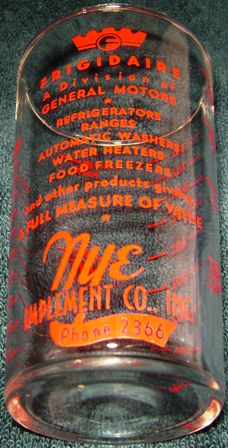 FRIGIDAIRE
A Division of
GENERAL MOTORS
REFRIGERATORS
RANGES
AUTOMATIC WASHERS
WATER HEATERS
FOOD FREEZERS
and other products giving
A FULL MEASURE OF VALUE
Nye
IMPLEMENT CO., INC.
Phone 2366